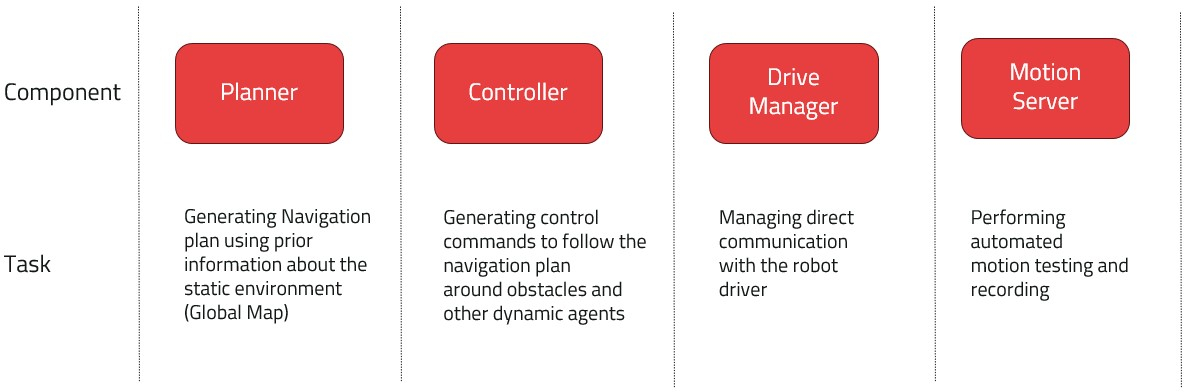 Component
Planner
Controller
Drive
Manager
Motion
Server
Task
Generating Navigation
plan using prior
information about the
static environment
(Global Map)
Generating control
commands to follow the
navigation plan
around obstacles and
other dynamic agents
Managing direct
communication
with the robot
driver
Performing
automated
motion testing and
recording